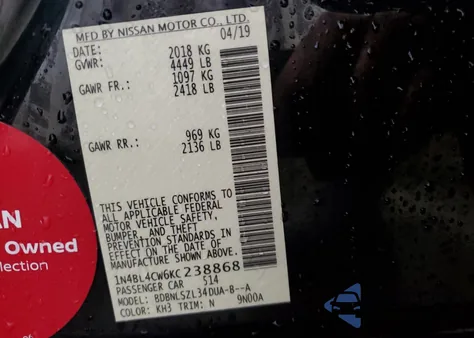 MFD BY NISSAN MOTOR CO., LTD.
DATE: 04/19
GVWR: 2018 KG
4449 LB
GAWR FR.: 1097 KG
2418 LB
GAWR RR.: 969 KG
2136 LB
THIS VEHICLE CONFORMS TO
ALL APPLICABLE FEDERAL
MOTOR VEHICLE SAFETY,
BUMPER, AND THEFT
PREVENTION STANDARDS IN
EFFECT ON THE DATE OF
MANUFACTURE SHOWN ABOVE.
1N4BL4CW6KC238868
PASSENGER CAR S14
MODEL: BDBNLSZL34DUA-B--A
COLOR: KH3 TRIM: N 9N00A
AN
Owned
lection